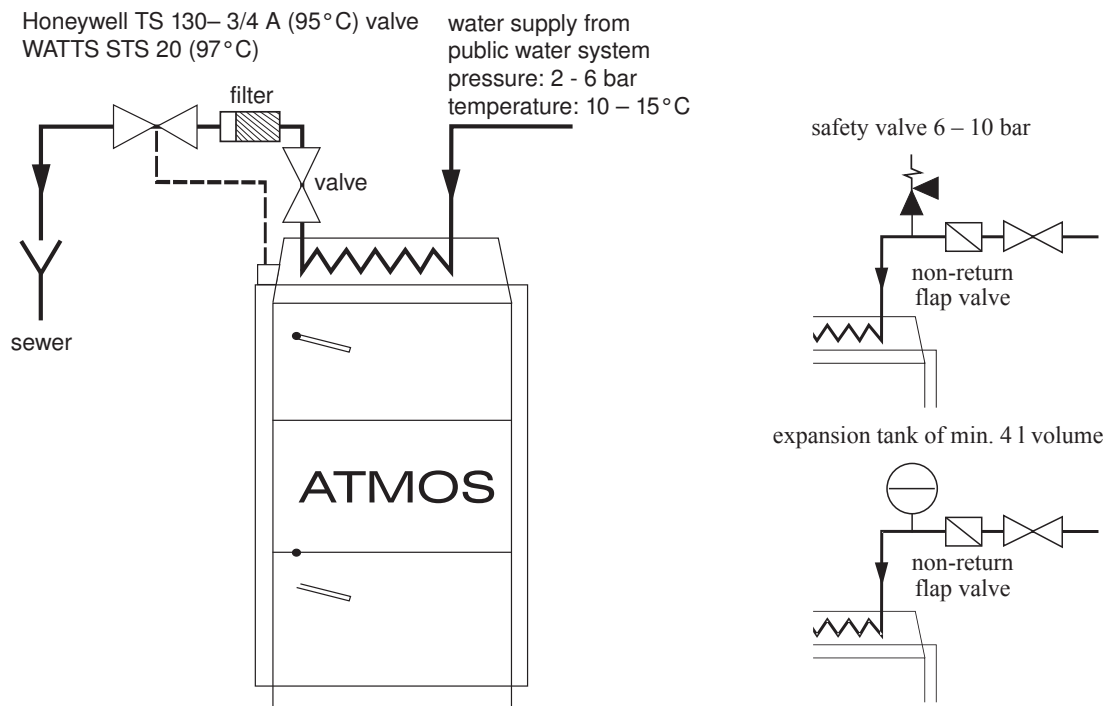 Honeywell TS 130– 3/4 A (95°C) valve
WATTS STS 20 (97°C)
water supply from
public water system
pressure: 2 - 6 bar
temperature: 10 – 15°C
filter
valve
sewer
ATMOS
safety valve 6 – 10 bar
non-return
flap valve
expansion tank of min. 4 l volume
non-return
flap valve